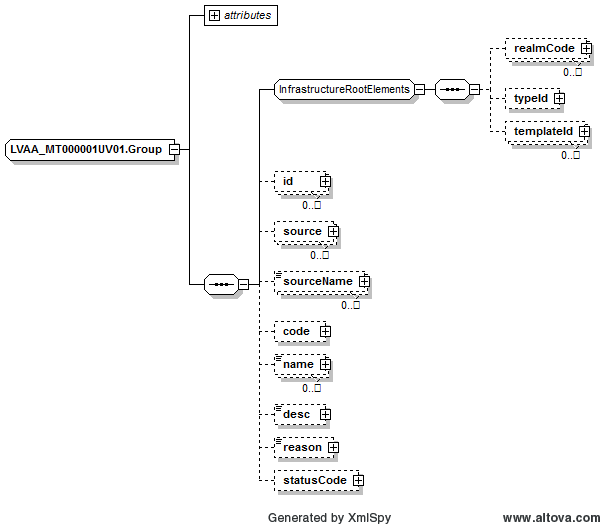 attributes
InfrastructureRootElements
realmCode
0..□
typeId
templateId
0..□
LVAA_MT000001UV01.Group
id
0..□
source
0..□
sourceName
0..□
code
name
0..□
desc
reason
statusCode
Generated by XmlSpy
www.altova.com